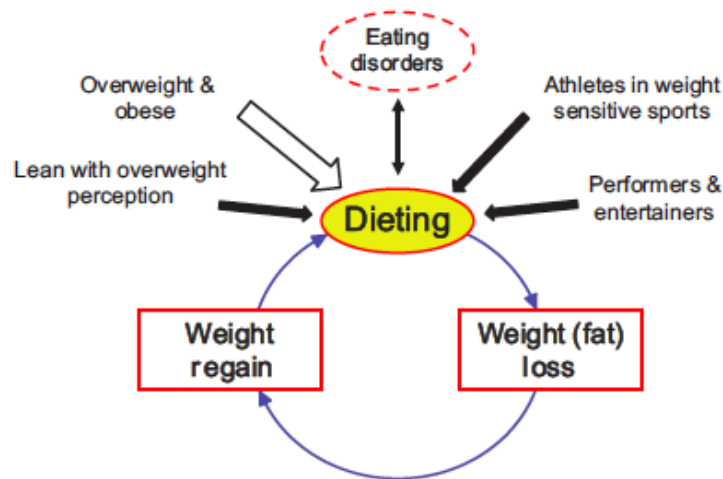 Eating
disorders
Overweight &
obese
Athletes in weight
sensitive sports
Lean with overweight
perception
Performers &
entertainers
Dieting
Weight
regain
Weight (fat)
loss